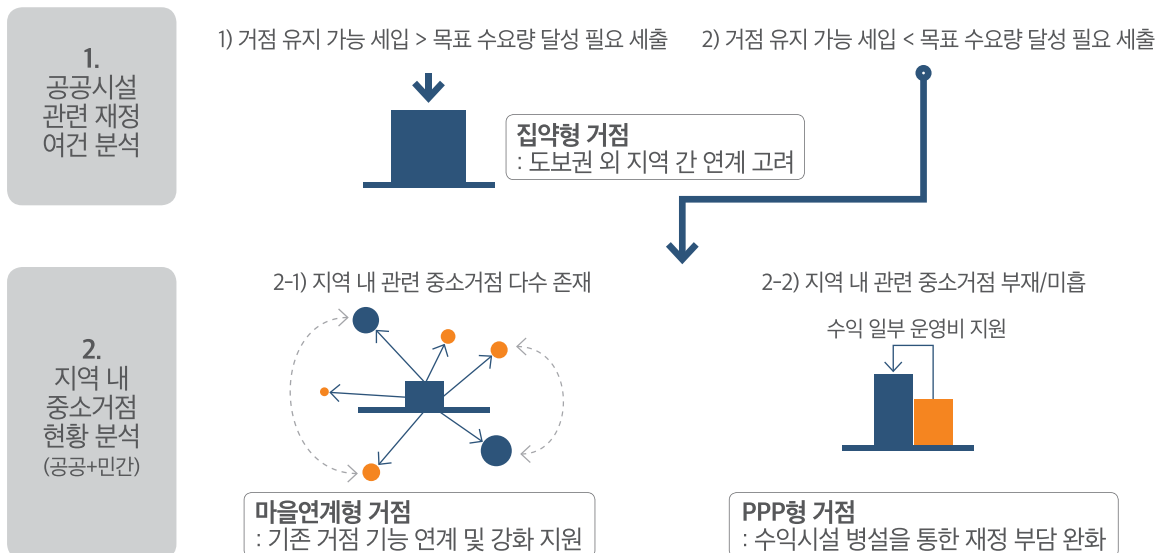 1.
공공시설
관련 재정
여건 분석
1) 거점 유지 가능 세입 > 목표 수요량 달성 필요 세출
2) 거점 유지 가능 세입 < 목표 수요량 달성 필요 세출
집약형 거점
: 도보권 외 지역 간 연계 고려
2.
지역 내
중소거점
현황 분석
(공공+민간)
2-1) 지역 내 관련 중소거점 다수 존재
마을연계형 거점
: 기존 거점 기능 연계 및 강화 지원
2-2) 지역 내 관련 중소거점 부재/미흡
수익 일부 운영비 지원
PPP형 거점
: 수익시설 병설을 통한 재정 부담 완화